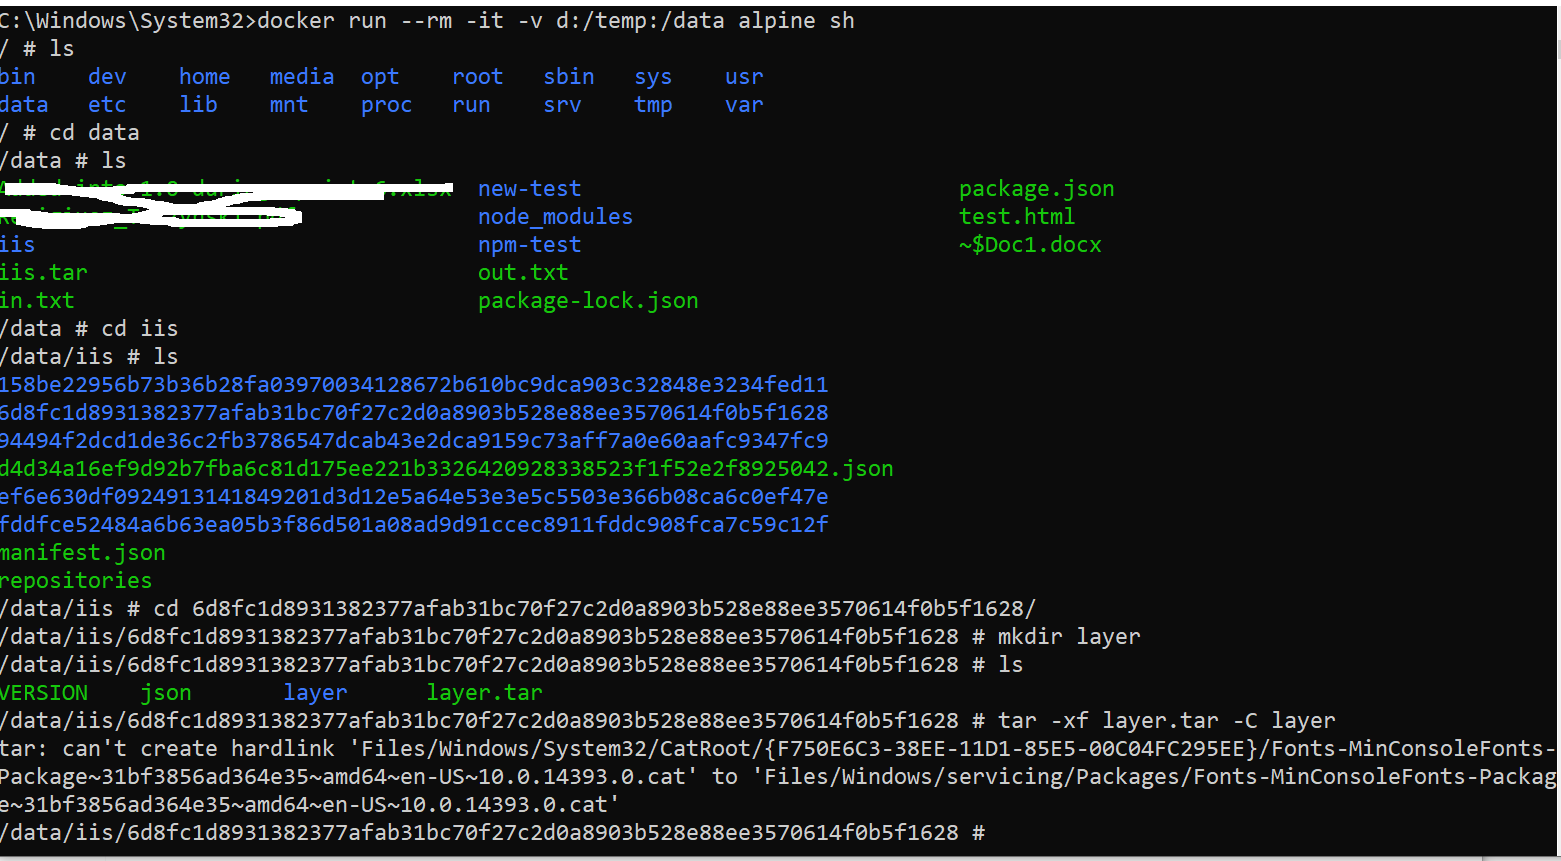 C:\Windows\System32>docker run --rm -it -v d:/temp:/data alpine sh
/ # ls
bin dev home media opt root sbin sys usr
data etc lib mnt proc run srv tmp var
/ # cd data
/data # ls
new-test package.json
node_modules test.html
iis npm-test ~$Doc1.docx
iis.tar out.txt
in.txt package-lock.json
/data # cd iis
/data/iis # ls
158be22956b73b36b28fa03970034128672b610bc9dca903c32848e3234fed11
6d8fc1d8931382377afab31bc70f27c2d0a8903b528e88ee3570614f0b5f1628
94494f2dcd1de36c2fb3786547dcab43e2dca9159c73aff7a0e60aafc9347fc9
d4d34a16ef9d92b7fba6c81d175ee221b3326420928338523f1f52e2f8925042.json
ef6e630df0924913141849201d3d12e5a64e53e3e5c5503e366b08ca6c0ef47e
fddfce52484a6b63ea05b3f86d501a08ad9d91ccec8911fddc908fca7c59c12f
manifest.json
repositories
/data/iis # cd 6d8fc1d8931382377afab31bc70f27c2d0a8903b528e88ee3570614f0b5f1628/
/data/iis/6d8fc1d8931382377afab31bc70f27c2d0a8903b528e88ee3570614f0b5f1628 # mkdir layer
/data/iis/6d8fc1d8931382377afab31bc70f27c2d0a8903b528e88ee3570614f0b5f1628 # ls
VERSION json layer layer.tar
/data/iis/6d8fc1d8931382377afab31bc70f27c2d0a8903b528e88ee3570614f0b5f1628 # tar -xf layer.tar -C layer
tar: can't create hardlink 'Files/Windows/System32/CatRoot/{F750E6C3-38EE-11D1-85E5-00C04FC295EE}/Fonts-MinConsoleFonts-
Package~31bf3856ad364e35~amd64~en-US~10.0.14393.0.cat' to 'Files/Windows/servicing/Packages/Fonts-MinConsoleFonts-Packag
e~31bf3856ad364e35~amd64~en-US~10.0.14393.0.cat'
/data/iis/6d8fc1d8931382377afab31bc70f27c2d0a8903b528e88ee3570614f0b5f1628 #